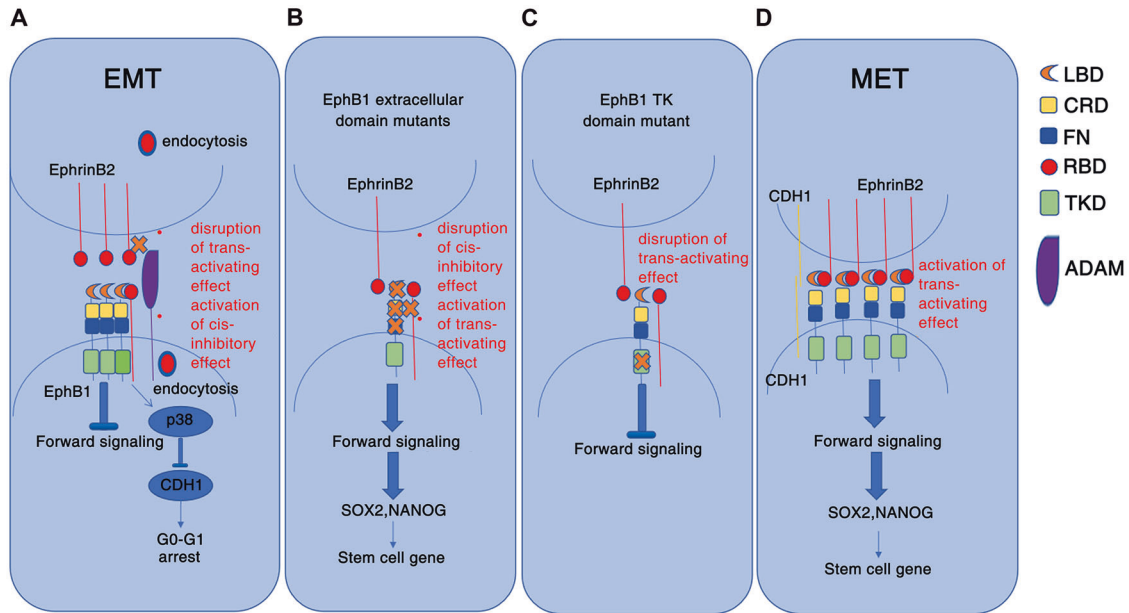 A
EMT
endocytosis
EphrinB2
disruption
of trans-
activating
effect
activation
of cis-
inhibitory
effect
endocytosis
EphB1
p38
Forward signaling
CDH1
G0-G1
arrest
B
EphB1 extracellular
domain mutants
EphrinB2
disruption
of cis-
inhibitory
effect
activation
of trans-
activating
effect
Forward signaling
SOX2,NANOG
Stem cell gene
C
EphB1 TK
domain mutant
EphrinB2
disruption of
trans-activating
effect
Forward signaling
D
MET
CDH1
EphrinB2
activation of
trans-
activating
effect
CDH1
Forward signaling
SOX2,NANOG
Stem cell gene
LBD
CRD
FN
RBD
TKD
ADAM